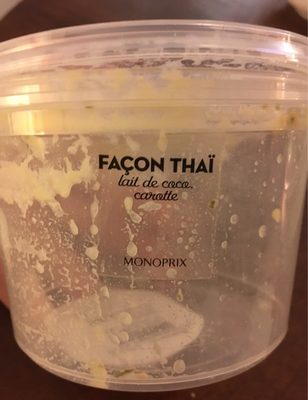 FAÇON THAÏ
lait de coco,
carotte
MONOPRIX